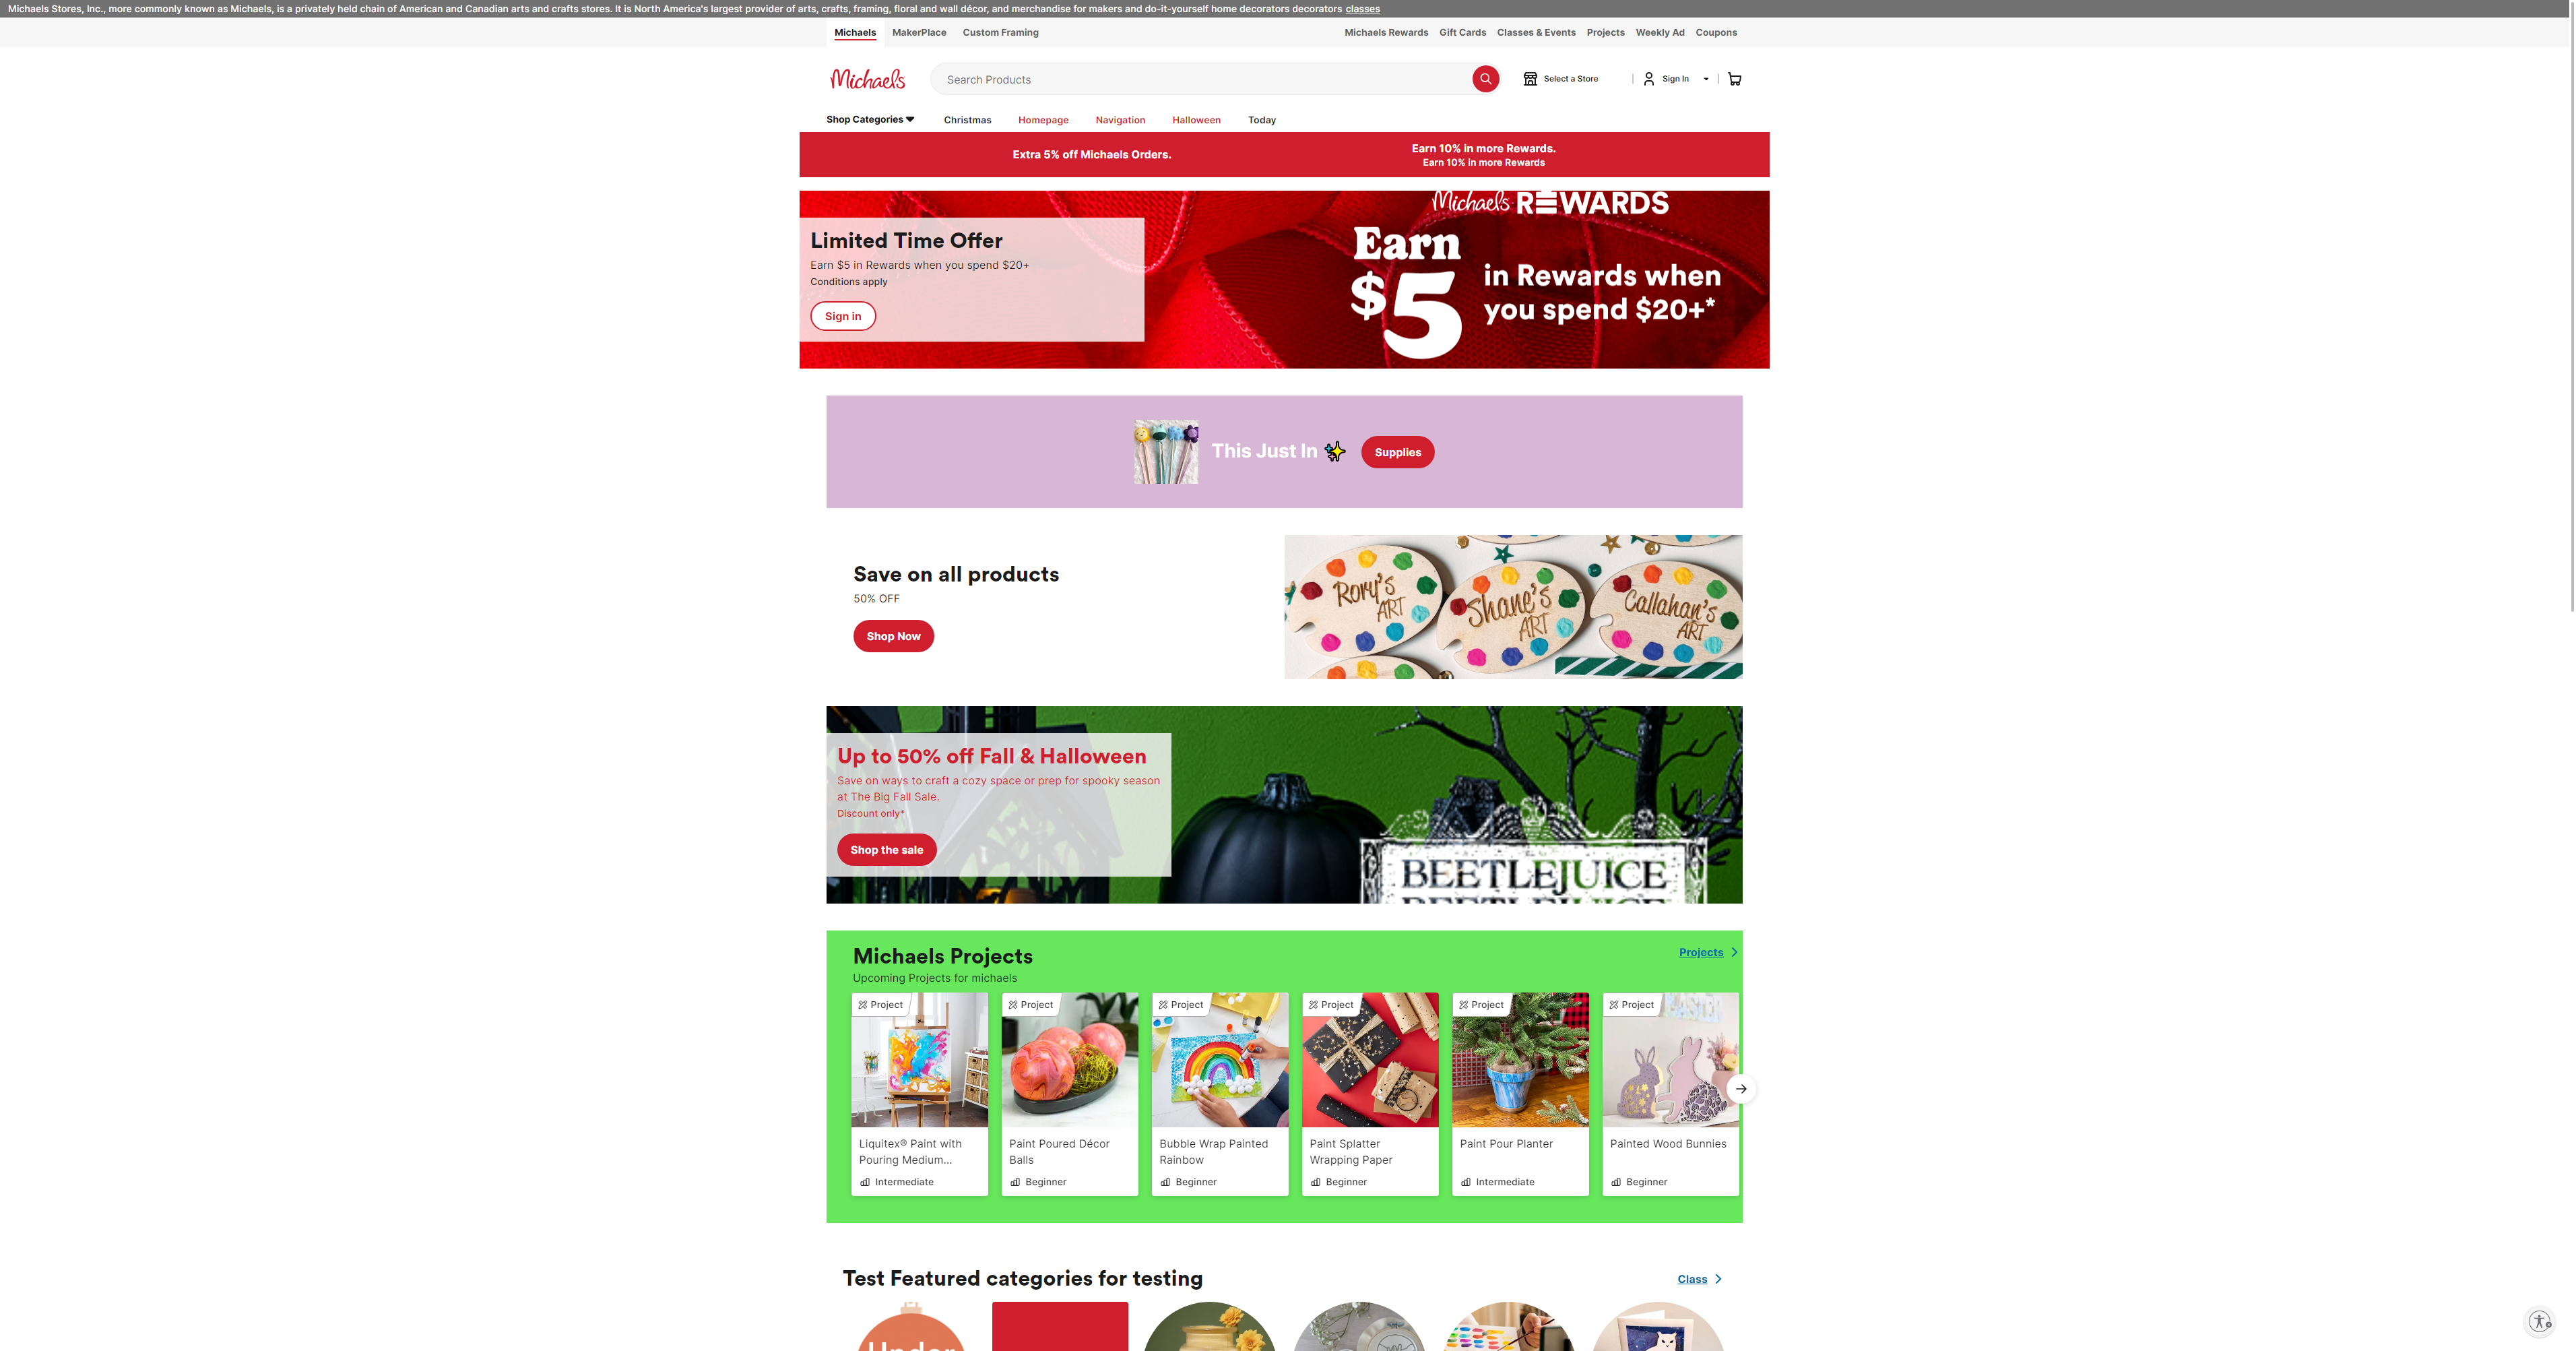 Michaels Stores, Inc., more commonly known as Michaels, is a privately held chain of American and Canadian arts and crafts stores. It is North America's largest provider of arts, crafts, framing, floral and wall décor, and merchandise for makers and do-it-yourself home decorators decorators classes
Michaels MakerPlace Custom Framing Michaels Rewards Gift Cards Classes & Events Projects Weekly Ad Coupons
Michaels Search Products Select a Store Sign In
Shop Categories Christmas Homepage Navigation Halloween Today
Extra 5% off Michaels Orders.
Earn 10% in more Rewards.
Earn 10% in more Rewards
Limited Time Offer
Earn $5 in Rewards when you spend $20+
Conditions apply
Sign in
Michaels REWARDS
Earn
$5
in Rewards when
you spend $20+*
This Just In ✨ Supplies
Save on all products
50% OFF
Shop Now
Rory's
ART
Shane's
ART
Callahan's
ART
Up to 50% off Fall & Halloween
Save on ways to craft a cozy space or prep for spooky season
at The Big Fall Sale.
Discount only*
Shop the sale
BEETLEJUICE
BEETLEJUICE
Michaels Projects
Projects
Upcoming Projects for michaels
Project
Liquitex® Paint with
Pouring Medium...
Intermediate
Project
Paint Poured Décor
Balls
Beginner
Project
Bubble Wrap Painted
Rainbow
Beginner
Project
Paint Splatter
Wrapping Paper
Beginner
Project
Paint Pour Planter
Intermediate
Project
EASTER
Painted Wood Bunnies
Beginner
Test Featured categories for testing
Class
Under